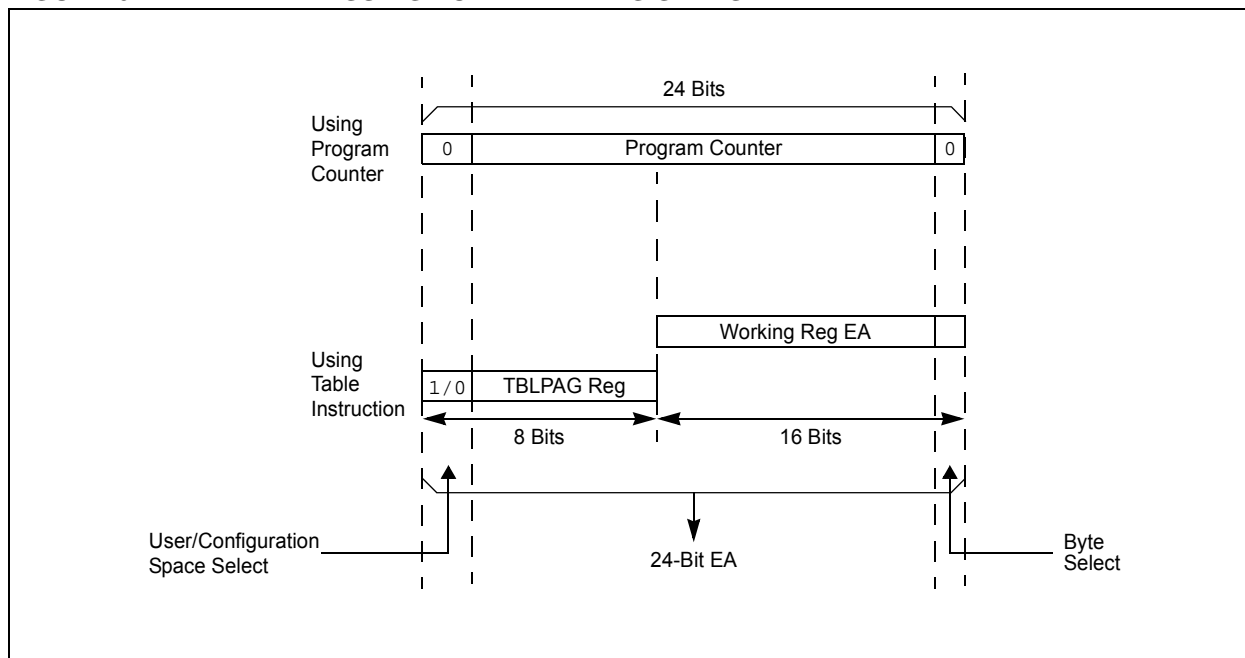 24 Bits
Using
Program
Counter
0
Program Counter
0
Working Reg EA
Using
Table
Instruction
1/0
TBLPAG Reg
8 Bits
16 Bits
User/Configuration
Space Select
24-Bit EA
Byte
Select